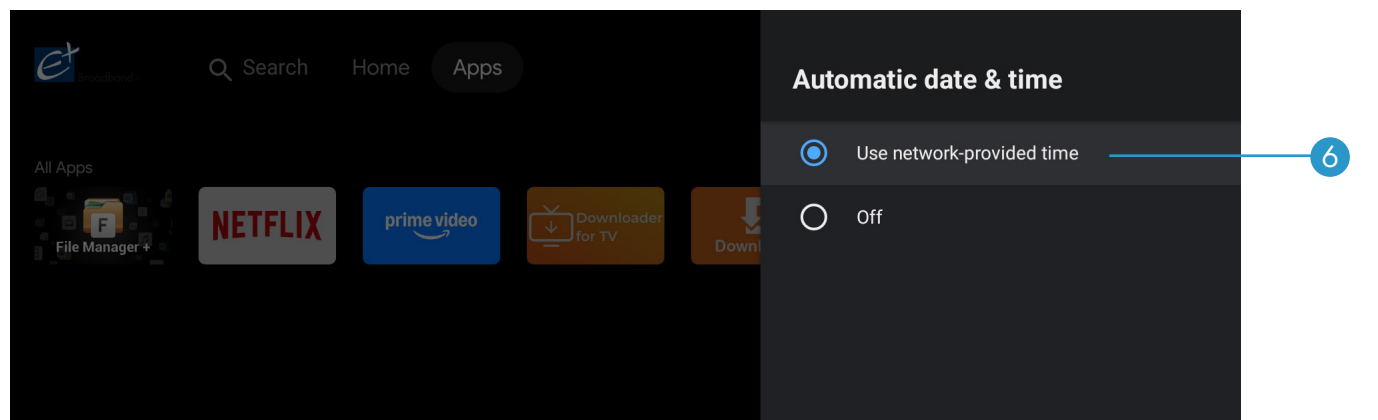 e+
Broadband
Search Home Apps
Automatic date & time
Use network-provided time
6
Off
All Apps
F
File Manager +
NETFLIX
prime video
Downloader
for TV
Downl